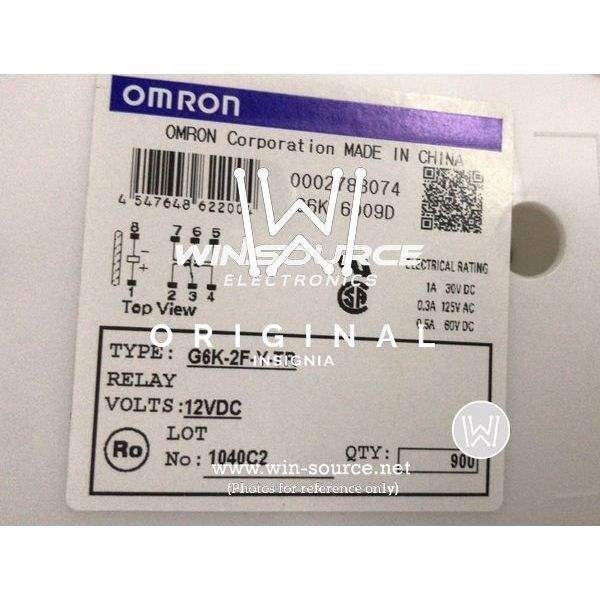 OMRON
OMRON Corporation MADE IN CHINA
0002788074
4 547648
WINSOURCE
ELECTRONICS
8
7 6 5
1
2 3 4
Top View
ELECTRICAL RATING
1A 30V DC
0.3A 125V AC
0.5A 60V DC
ORIGINAL
INSIGNIA
TYPE:
RELAY
VOLTS: 12VDC
LOT
Ro No: 1040C2 QTY: 900
www.win-source.net
(Photos for reference only)